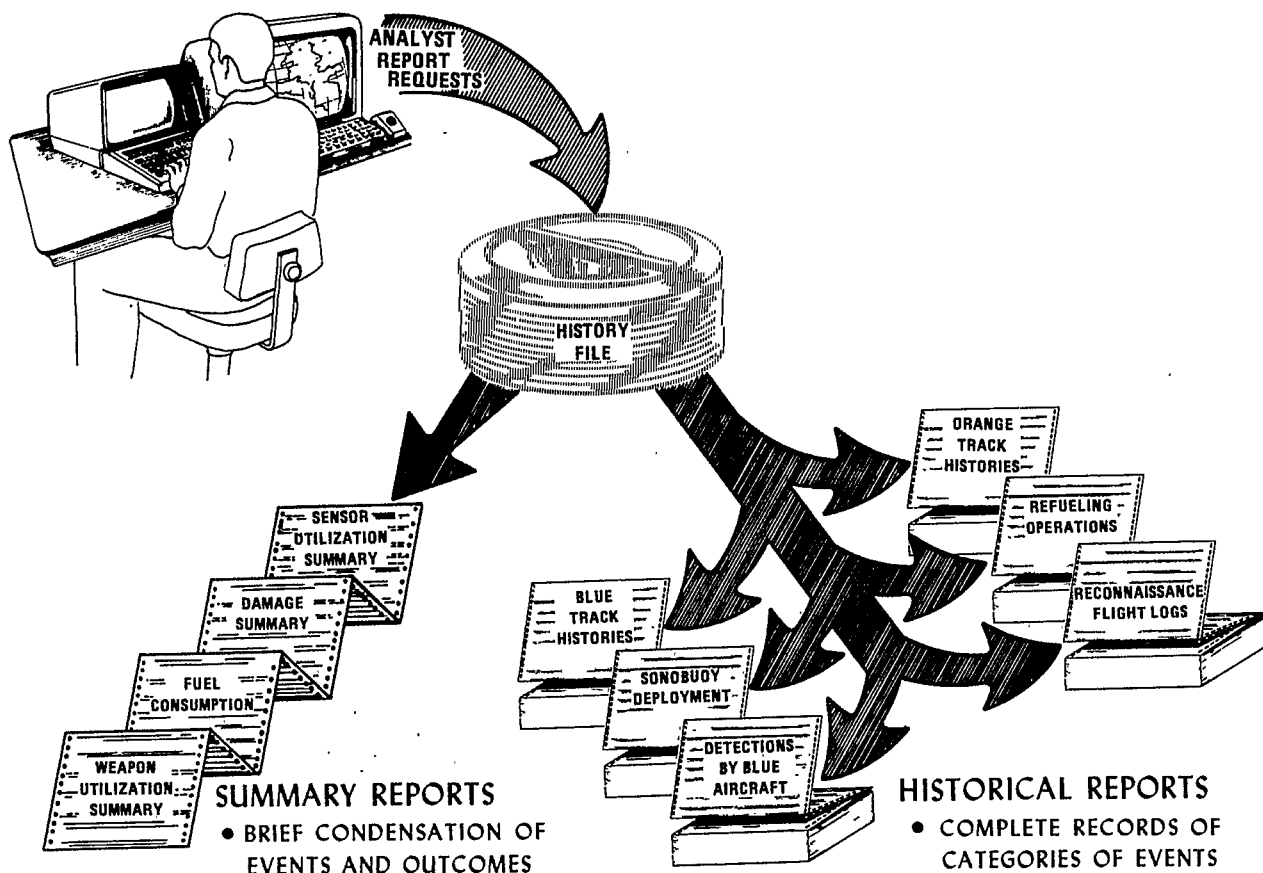 ANALYST
REPORT
REQUESTS
HISTORY
FILE
SENSOR
UTILIZATION
SUMMARY
DAMAGE
SUMMARY
FUEL
CONSUMPTION
WEAPON
UTILIZATION
SUMMARY
SUMMARY REPORTS
• BRIEF CONDENSATION OF
EVENTS AND OUTCOMES
ORANGE
TRACK
HISTORIES
REFUELING
OPERATIONS
RECONNAISSANCE
FLIGHT LOGS
BLUE
TRACK
HISTORIES
SONOBUOY
DEPLOYMENT
DETECTIONS
BY BLUE
AIRCRAFT
HISTORICAL REPORTS
• COMPLETE RECORDS OF
CATEGORIES OF EVENTS